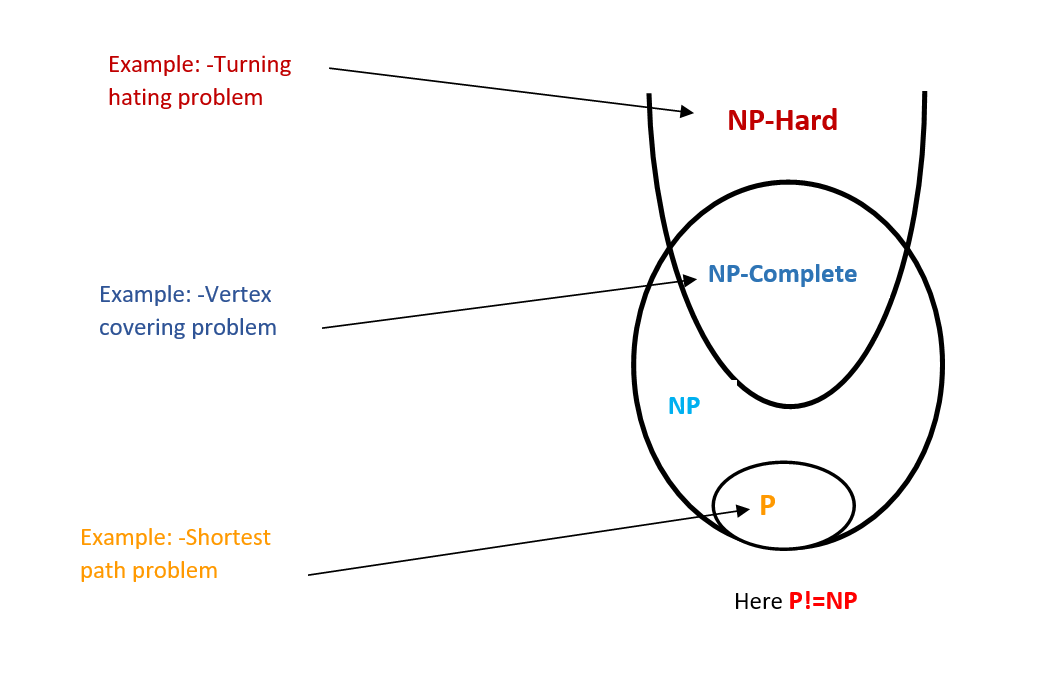 Example: -Turning
hating problem
NP-Hard
NP-Complete
Example: -Vertex
covering problem
NP
P
Example: -Shortest
path problem
Here P!=NP